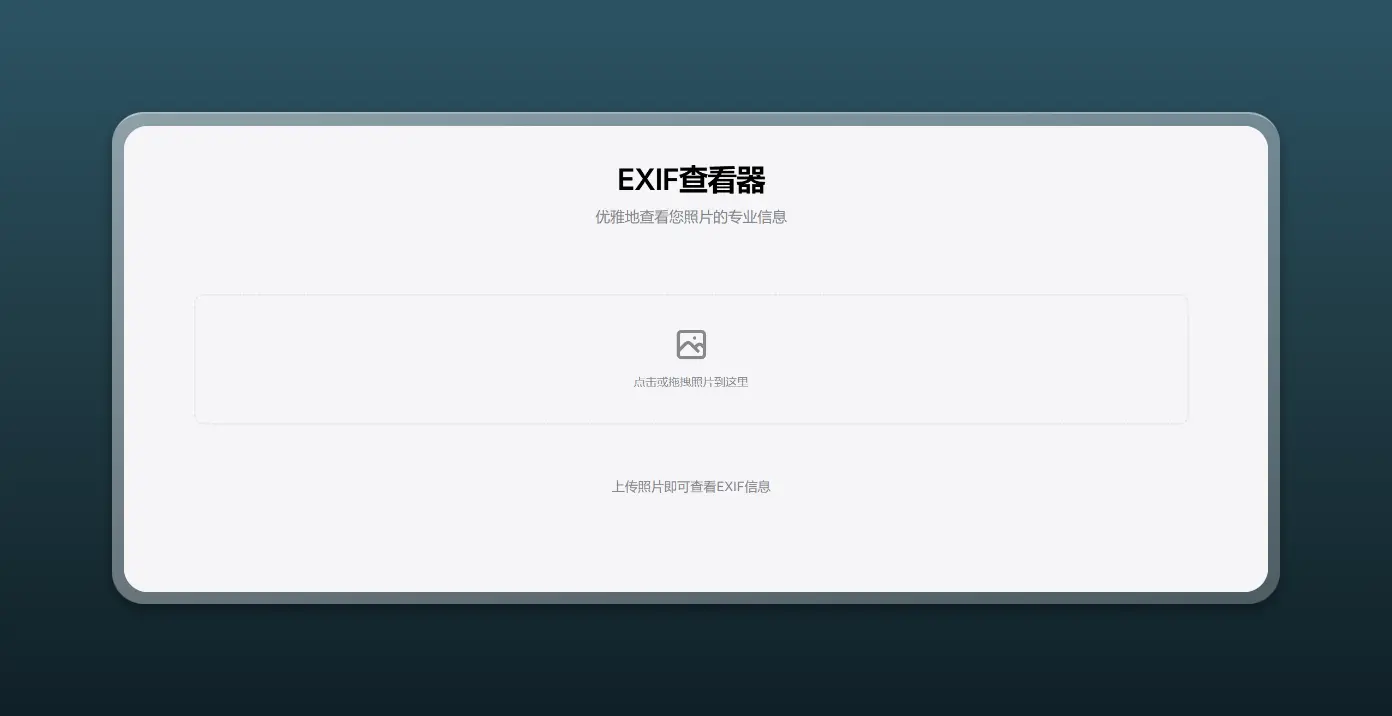 EXIF查看器
优雅地查看您照片的专业信息
点击或拖拽照片到这里
上传照片即可查看EXIF信息